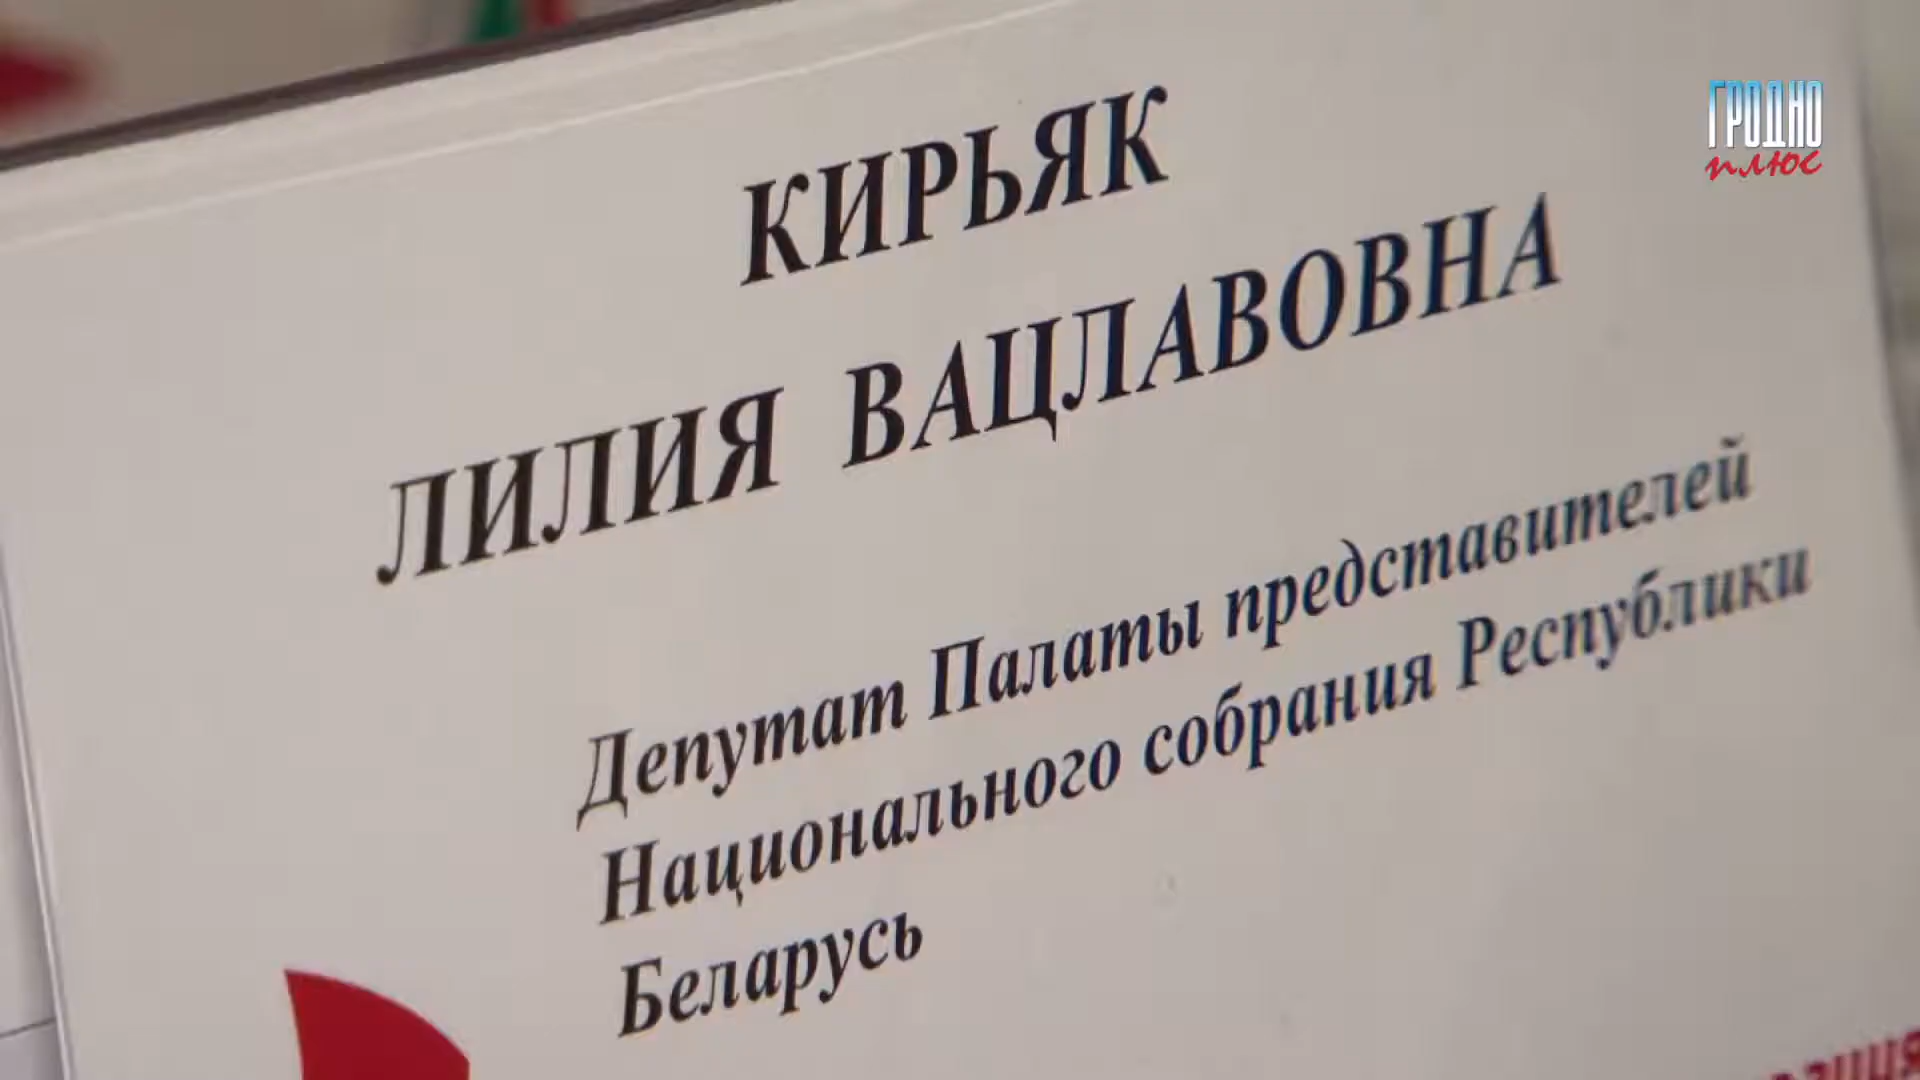 ГРОДНО
плюс
КИРЬЯК
ЛИЛИЯ ВАЦЛАВОВНА
Депутат Палаты представителей
Национального собрания Республики
Беларусь